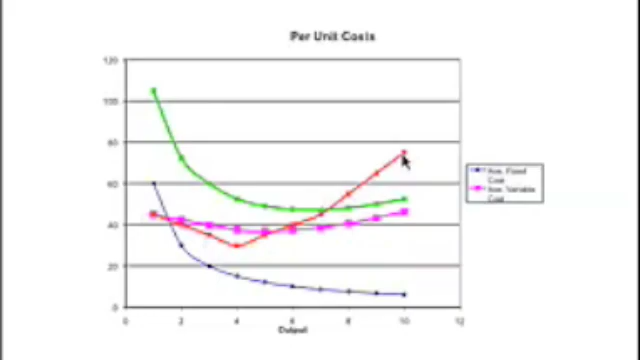 Per Unit Costs
120
100
80
60
40
20
0
0 2 4 6 8 10 12
Output
Ave. Fixed
Cost
Ave. Variable
Cost